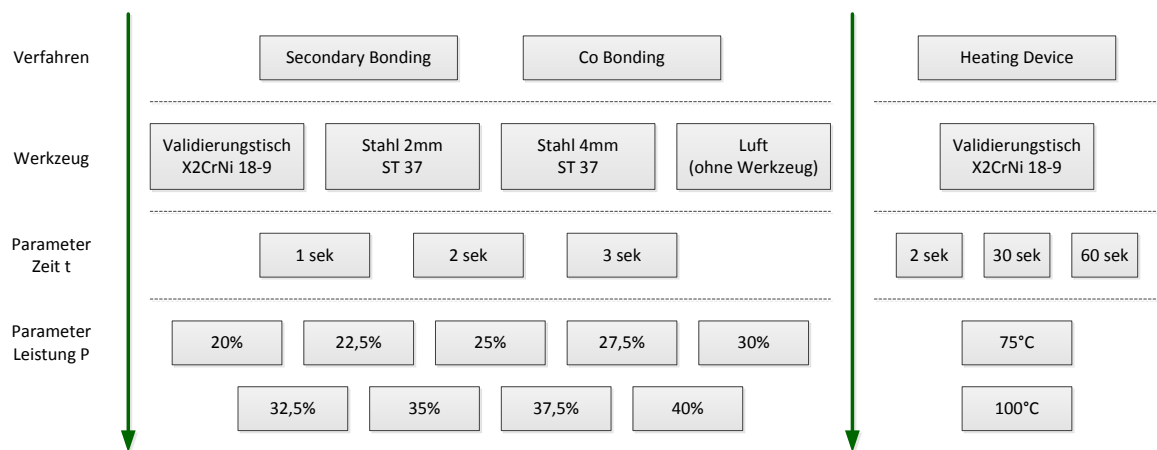 Verfahren
Secondary Bonding
Co Bonding
Heating Device
Werkzeug
Validierungstisch
X2CrNi 18-9
Stahl 2mm
ST 37
Stahl 4mm
ST 37
Luft
(ohne Werkzeug)
Validierungstisch
X2CrNi 18-9
Parameter
Zeit t
1 sek
2 sek
3 sek
2 sek
30 sek
60 sek
Parameter
Leistung P
20%
22,5%
25%
27,5%
30%
75°C
32,5%
35%
37,5%
40%
100°C